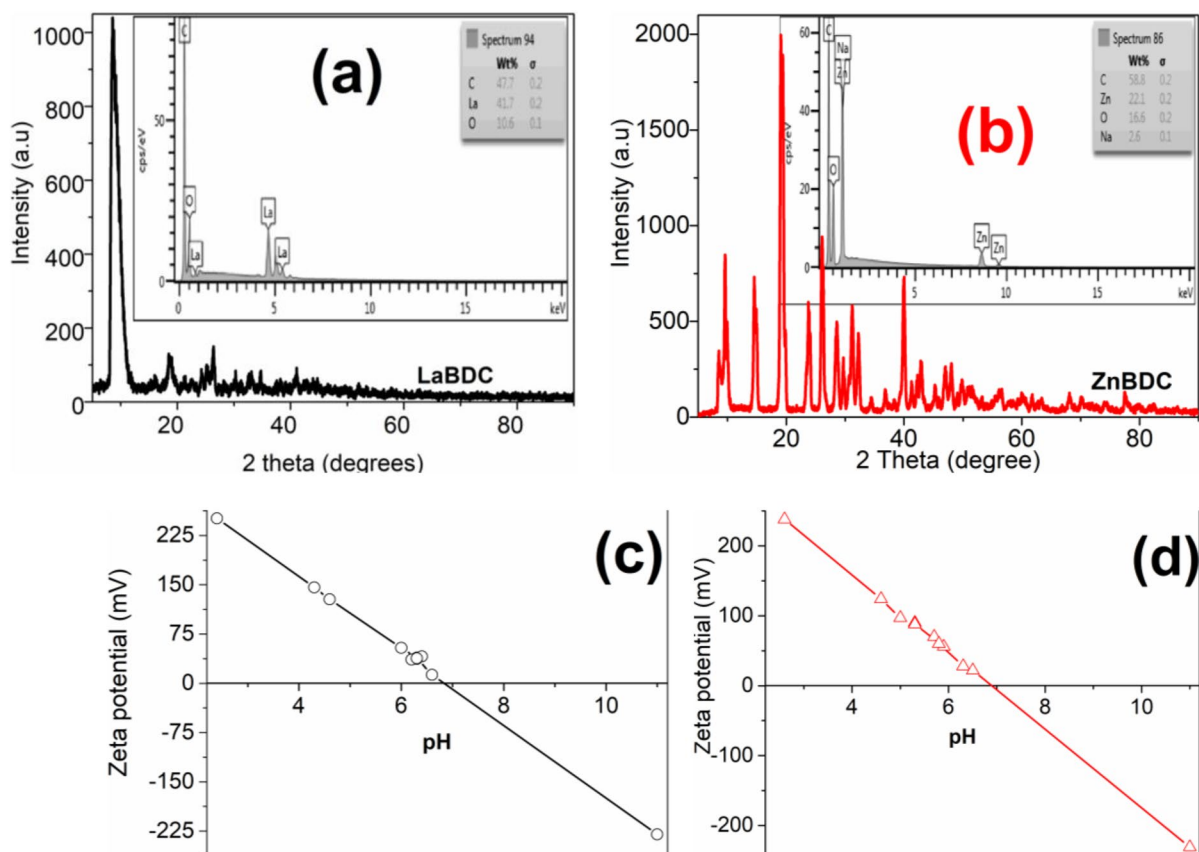 (a)
Intensity (a.u)
1000
800
600
400
200
0
20
40
60
80
2 theta (degrees)
LaBDC
cps/eV
50
0
0
5
10
15
keV
C
O
La
La
La
Spectrum 94
Wt% σ
C 47.7 0.2
La 41.7 0.2
O 10.6 0.1
(b)
Intensity (a.u)
2000
1500
1000
500
0
20
40
60
80
2 Theta (degree)
ZnBDC
cps/eV
60
40
20
0
5
10
15
keV
C
O
Na
Zn
Zn
Zn
Spectrum 86
Wt% σ
C 58.8 0.2
Zn 22.1 0.2
O 16.6 0.2
Na 2.6 0.1
(c)
Zeta potential (mV)
225
150
75
0
-75
-150
-225
4
6
8
10
pH
(d)
Zeta potential (mV)
200
100
0
-100
-200
4
6
8
10
pH